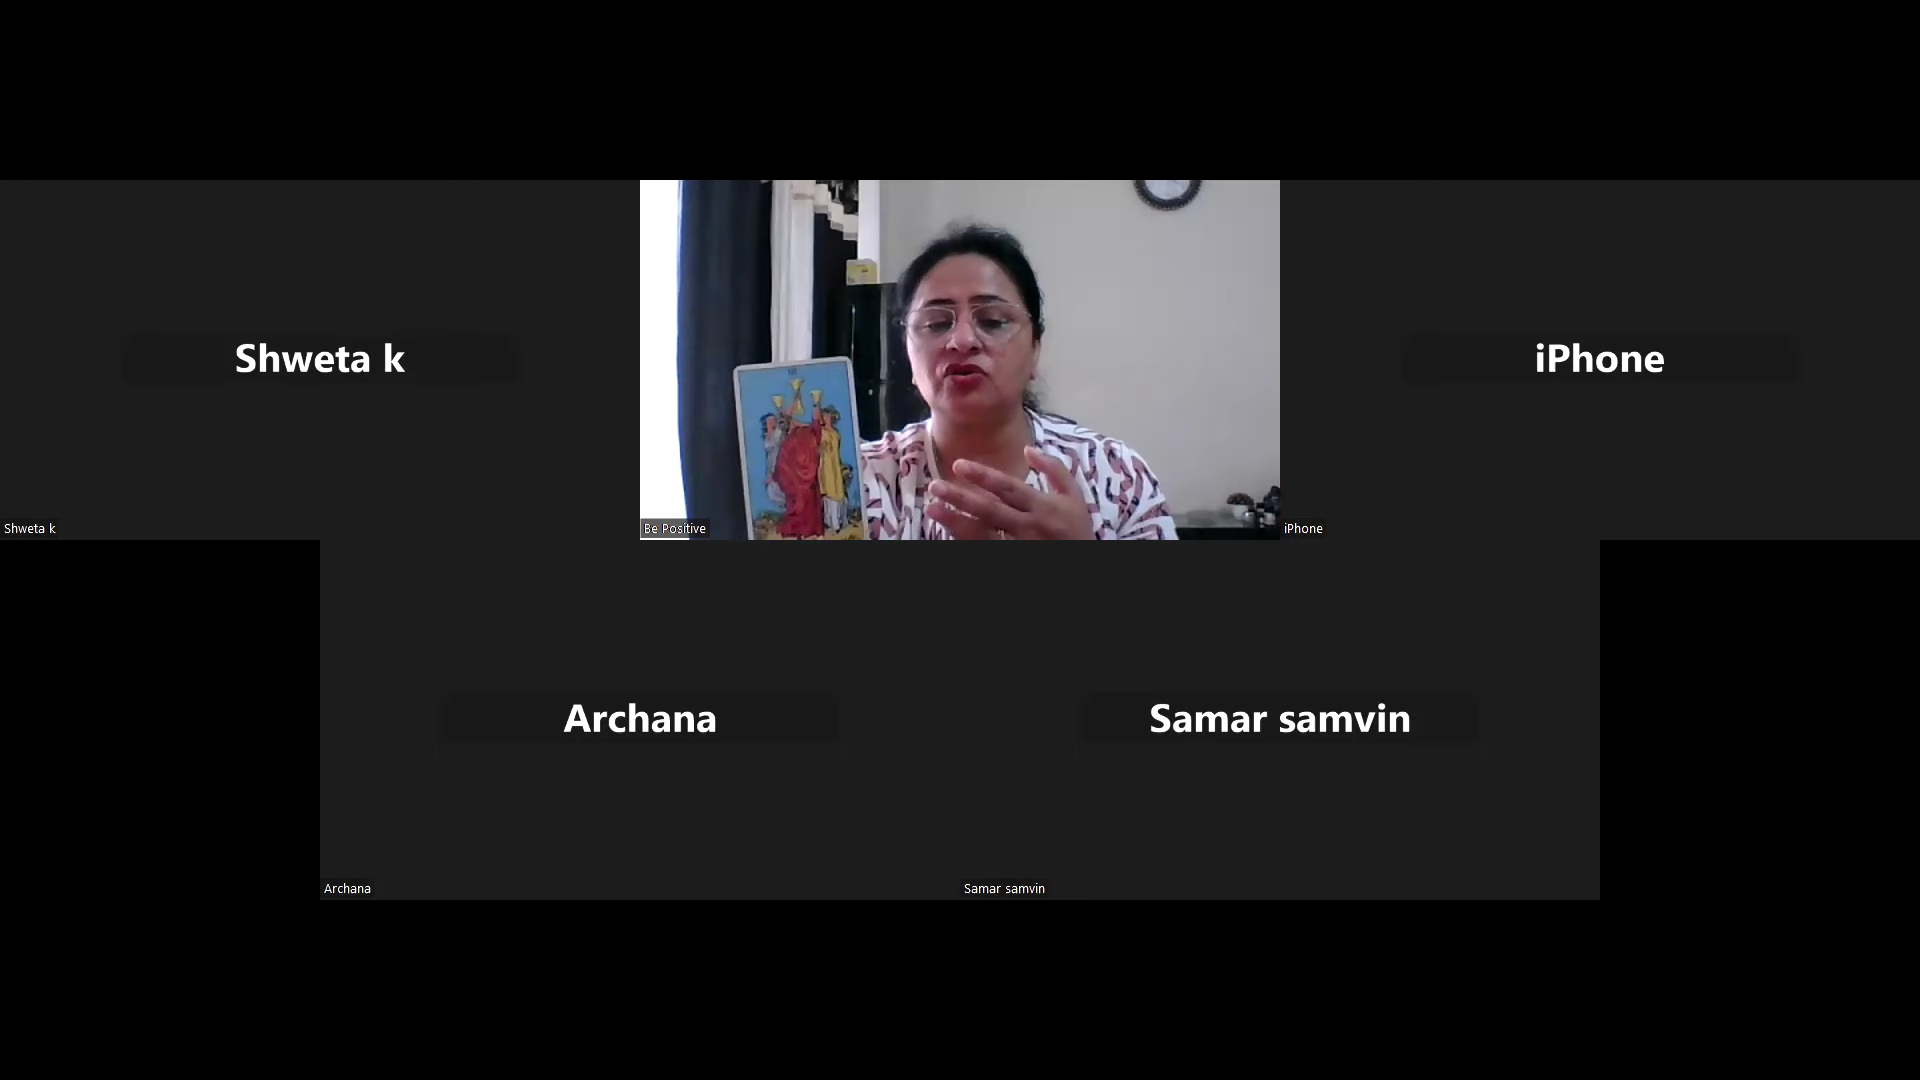 Shweta k
iPhone
Shweta k
Be Positive
iPhone
Archana
Samar samvin
Archana
Samar samvin